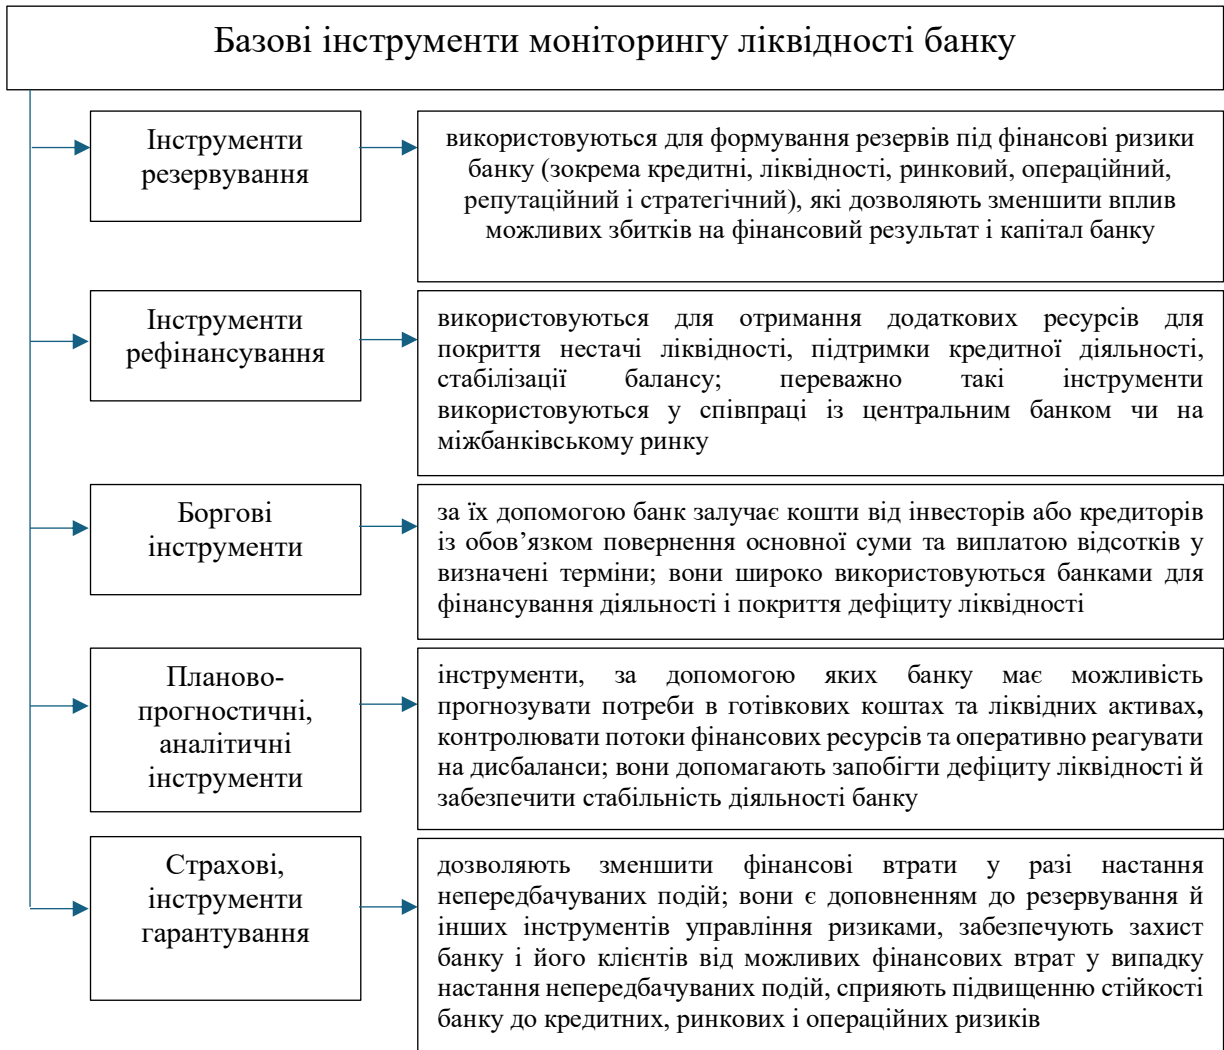 Базові інструменти моніторингу ліквідності банку
Інструменти
резервування
використовуються для формування резервів під фінансові ризики
банку (зокрема кредитні, ліквідності, ринковий, операційний,
репутаційний і стратегічний), які дозволяють зменшити вплив
можливих збитків на фінансовий результат і капітал банку
Інструменти
рефінансування
використовуються для отримання додаткових ресурсів для
покриття нестачі ліквідності, підтримки кредитної діяльності,
стабілізації балансу; переважно такі інструменти
використовуються у співпраці із центральним банком чи на
міжбанківському ринку
Боргові
інструменти
за їх допомогою банк залучає кошти від інвесторів або кредиторів
із обов’язком повернення основної суми та виплатою відсотків у
визначені терміни; вони широко використовуються банками для
фінансування діяльності і покриття дефіциту ліквідності
Планово-
прогностичні,
аналітичні
інструменти
інструменти, за допомогою яких банку має можливість
прогнозувати потреби в готівкових коштах та ліквідних активах,
контролювати потоки фінансових ресурсів та оперативно реагувати
на дисбаланси; вони допомагають запобігти дефіциту ліквідності й
забезпечити стабільність діяльності банку
Страхові,
інструменти
гарантування
дозволяють зменшити фінансові втрати у разі настання
непередбачуваних подій; вони є доповненням до резервування й
інших інструментів управління ризиками, забезпечують захист
банку і його клієнтів від можливих фінансових втрат у випадку
настання непередбачуваних подій, сприяють підвищенню стійкості
банку до кредитних, ринкових і операційних ризиків